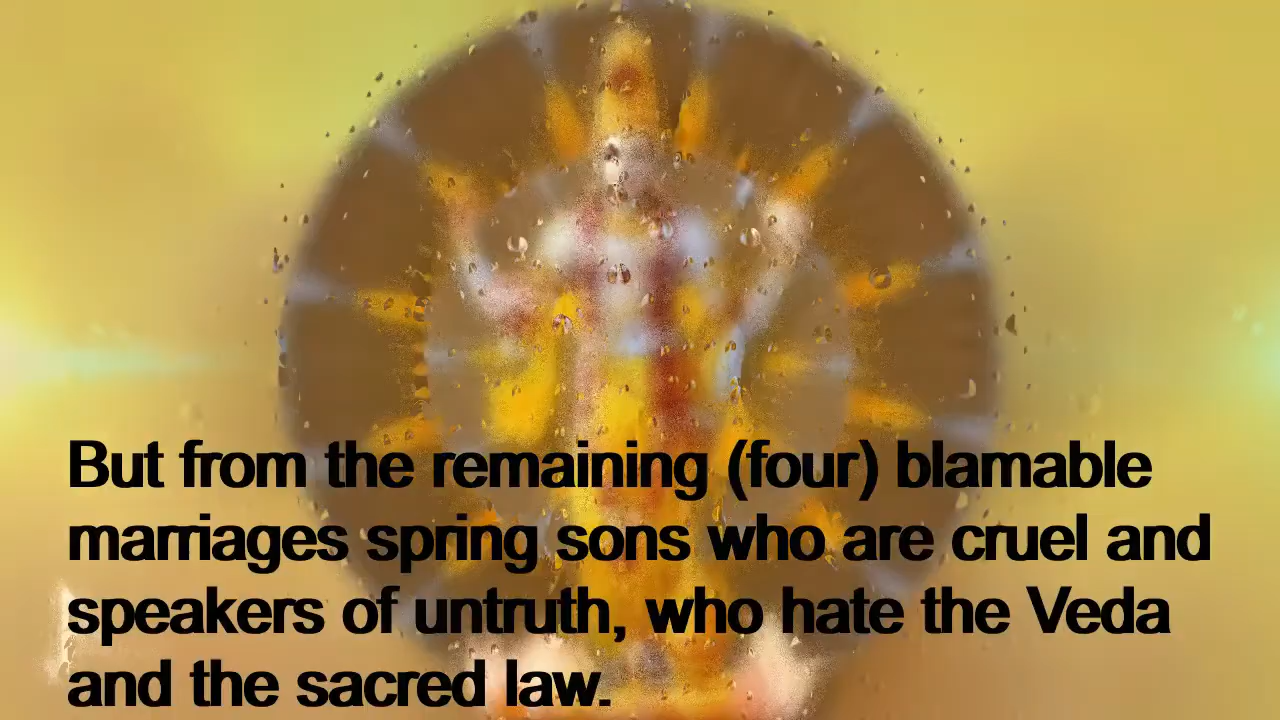 But from the remaining (four) blamable
marriages spring sons who are cruel and
speakers of untruth, who hate the Veda
and the sacred law.